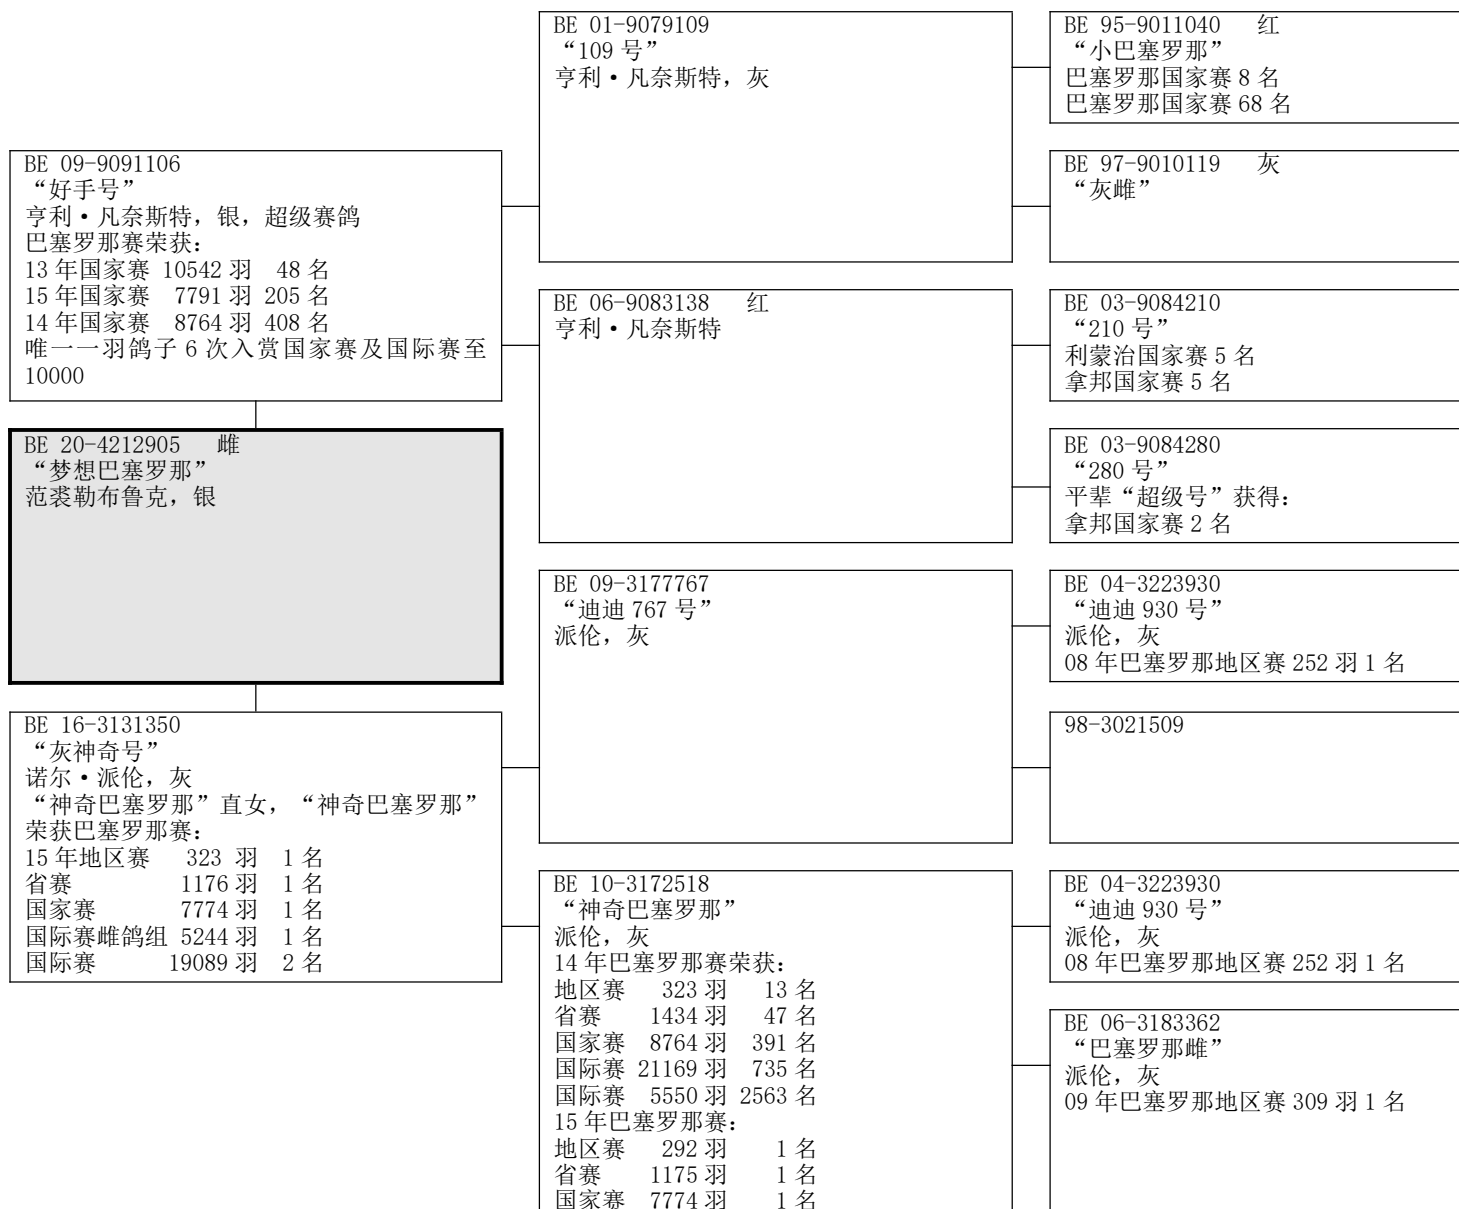 BE 09-9091106
“好手号”
亨利·凡奈斯特，银，超级赛鸽
巴塞罗那赛荣获：
13 年国家赛 10542 羽 48 名
15 年国家赛 7791 羽 205 名
14 年国家赛 8764 羽 408 名
唯一一羽鸽子 6 次入赏国家赛及国际赛至
10000
BE 20-4212905 雌
“梦想巴塞罗那”
范裘勒布鲁克，银
BE 16-3131350
“灰神奇号”
诺尔·派伦，灰
“神奇巴塞罗那”直女，“神奇巴塞罗那”
荣获巴塞罗那赛：
15 年地区赛 323 羽 1 名
省赛 1176 羽 1 名
国家赛 7774 羽 1 名
国际赛雌鸽组 5244 羽 1 名
国际赛 19089 羽 2 名
BE 01-9079109
“109 号”
亨利·凡奈斯特，灰
BE 06-9083138 红
亨利·凡奈斯特
BE 09-3177767
“迪迪 767 号”
派伦，灰
BE 10-3172518
“神奇巴塞罗那”
派伦，灰
14 年巴塞罗那赛荣获：
地区赛 323 羽 13 名
省赛 1434 羽 47 名
国家赛 8764 羽 391 名
国际赛 21169 羽 735 名
国际赛 5550 羽 2563 名
15 年巴塞罗那赛：
地区赛 292 羽 1 名
省赛 1175 羽 1 名
国家赛 7774 羽 1 名
BE 95-9011040 红
“小巴塞罗那”
巴塞罗那国家赛 8 名
巴塞罗那国家赛 68 名
BE 97-9010119 灰
“灰雌”
BE 03-9084210
“210 号”
利蒙治国家赛 5 名
拿邦国家赛 5 名
BE 03-9084280
“280 号”
平辈“超级号”获得：
拿邦国家赛 2 名
BE 04-3223930
“迪迪 930 号”
派伦，灰
08 年巴塞罗那地区赛 252 羽 1 名
98-3021509
BE 04-3223930
“迪迪 930 号”
派伦，灰
08 年巴塞罗那地区赛 252 羽 1 名
BE 06-3183362
“巴塞罗那雌”
派伦，灰
09 年巴塞罗那地区赛 309 羽 1 名